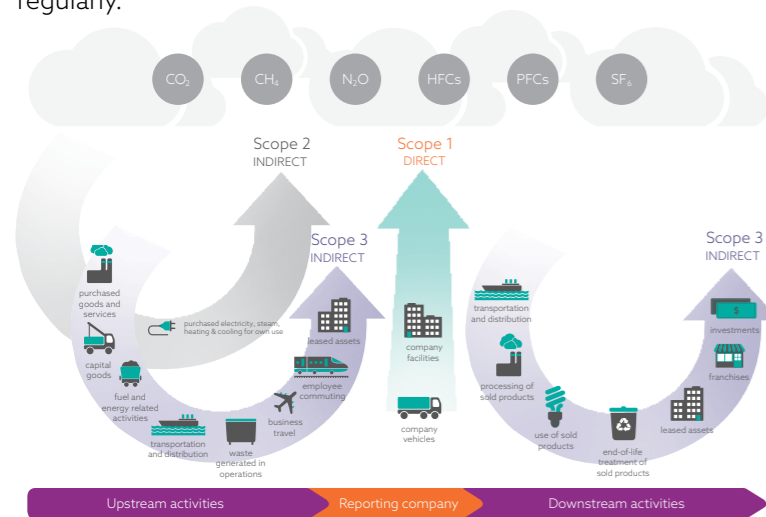 regularly.
CO₂ CH₄ N₂O HFCs PFCs SF₆
Scope 2
INDIRECT
Scope 1
DIRECT
Scope 3
INDIRECT
Scope 3
INDIRECT
purchased
goods and
services
capital
goods
fuel and
energy related
activities
transportation
and distribution
waste
generated in
operations
business
travel
employee
commuting
leased assets
purchased electricity, steam,
heating & cooling for own use
company
facilities
company
vehicles
transportation
and distribution
processing of
sold products
use of sold
products
end-of-life
treatment of
sold products
leased assets
franchises
investments
$
Upstream activities
Reporting company
Downstream activities